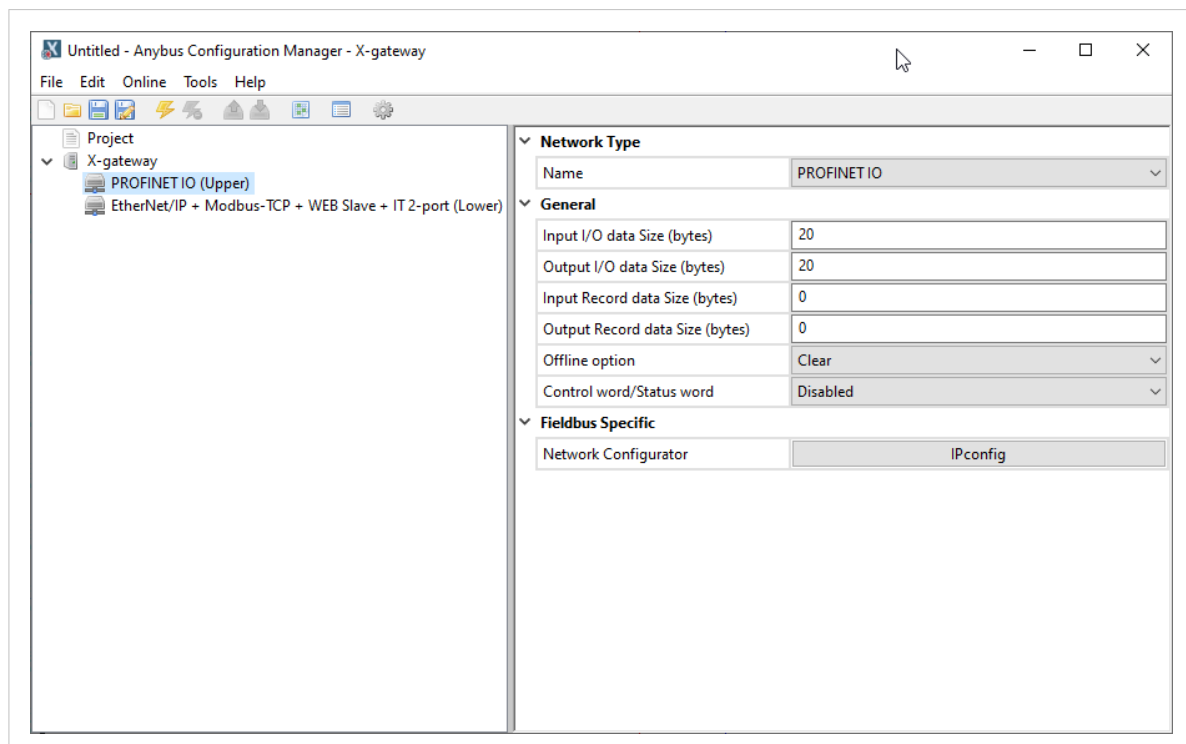 Untitled - Anybus Configuration Manager - X-gateway
File Edit Online Tools Help
Project
X-gateway
PROFINET IO (Upper)
EtherNet/IP + Modbus-TCP + WEB Slave + IT 2-port (Lower)
Network Type
Name PROFINET IO
General
Input I/O data Size (bytes) 20
Output I/O data Size (bytes) 20
Input Record data Size (bytes) 0
Output Record data Size (bytes) 0
Offline option Clear
Control word/Status word Disabled
Fieldbus Specific
Network Configurator IPconfig